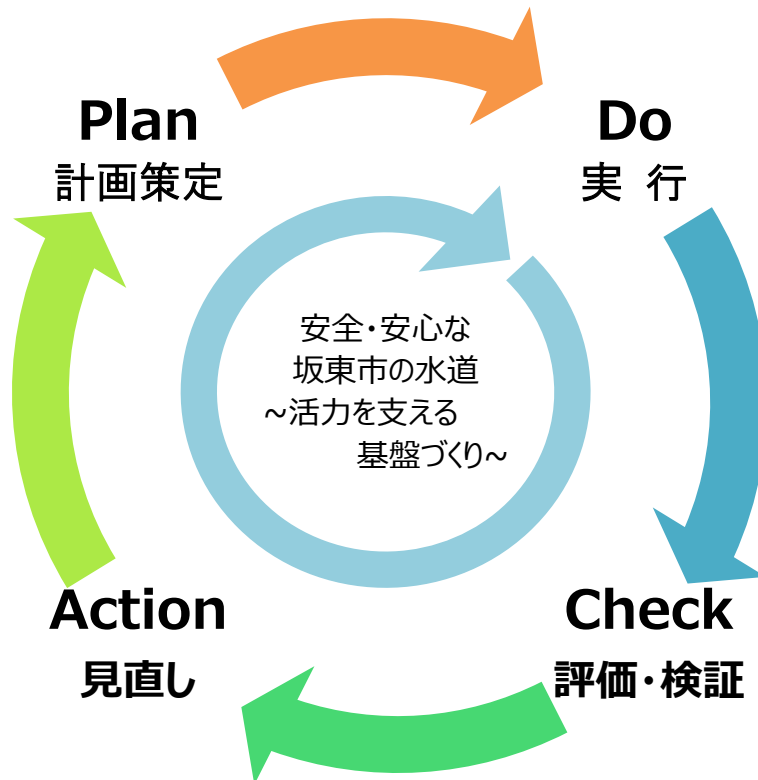 Plan
計画策定
Do
実 行
安全・安心な
坂東市の水道
~活力を支える
基盤づくり~
Action
見直し
Check
評価・検証